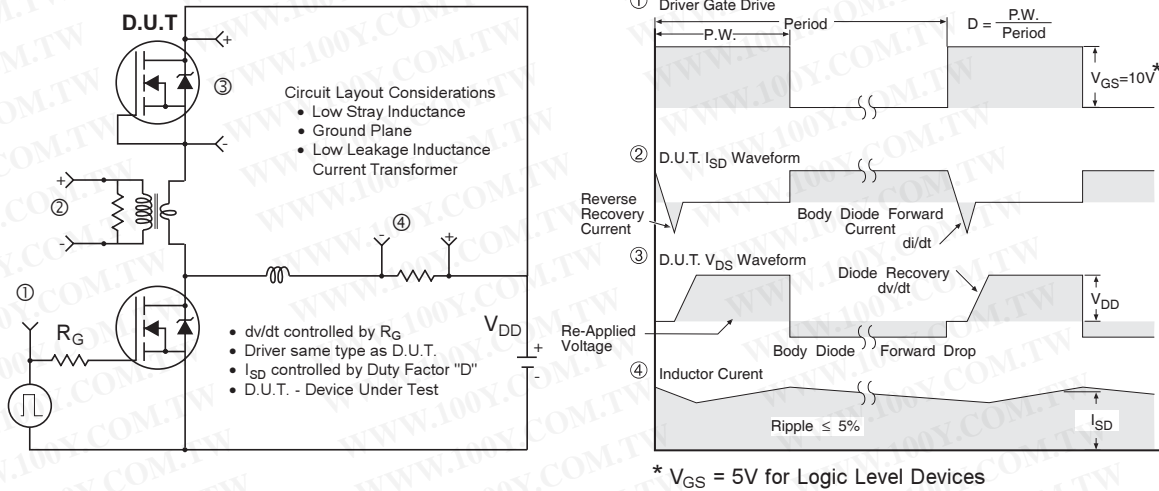 D.U.T
+
-
③
Circuit Layout Considerations
• Low Stray Inductance
• Ground Plane
• Low Leakage Inductance
Current Transformer
+
②
-
④
-
+
①
R_G
• dv/dt controlled by R_G
• Driver same type as D.U.T.
• I_SD controlled by Duty Factor "D"
• D.U.T. - Device Under Test
V_DD
+
-
① Driver Gate Drive
P.W.
Period
D = P.W. / Period
V_GS=10V*
② D.U.T. I_SD Waveform
Reverse
Recovery
Current
Body Diode Forward
Current
di/dt
③ D.U.T. V_DS Waveform
Diode Recovery
dv/dt
V_DD
Re-Applied
Voltage
Body Diode Forward Drop
④ Inductor Curent
Ripple ≤ 5%
I_SD
* V_GS = 5V for Logic Level Devices
WWW.100Y.COM.TW